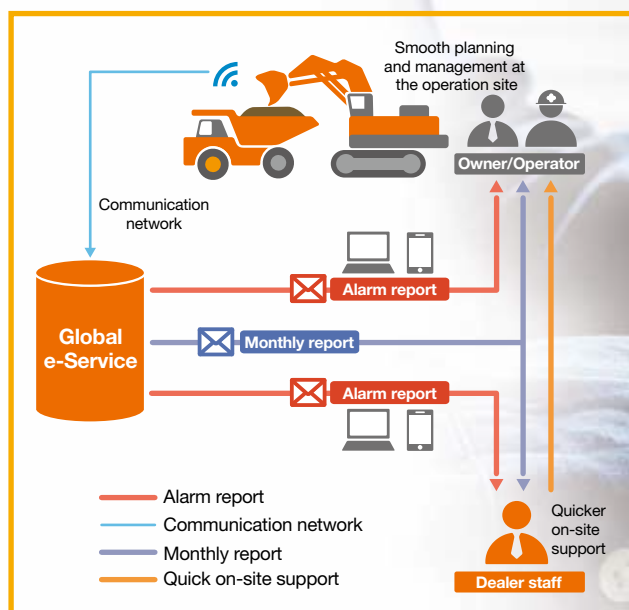 Smooth planning
and management at
the operation site
Owner/Operator
Communication
network
Alarm report
Global
e-Service
Monthly report
Alarm report
Alarm report
Communication network
Monthly report
Quick on-site support
Quicker
on-site
support
Dealer staff